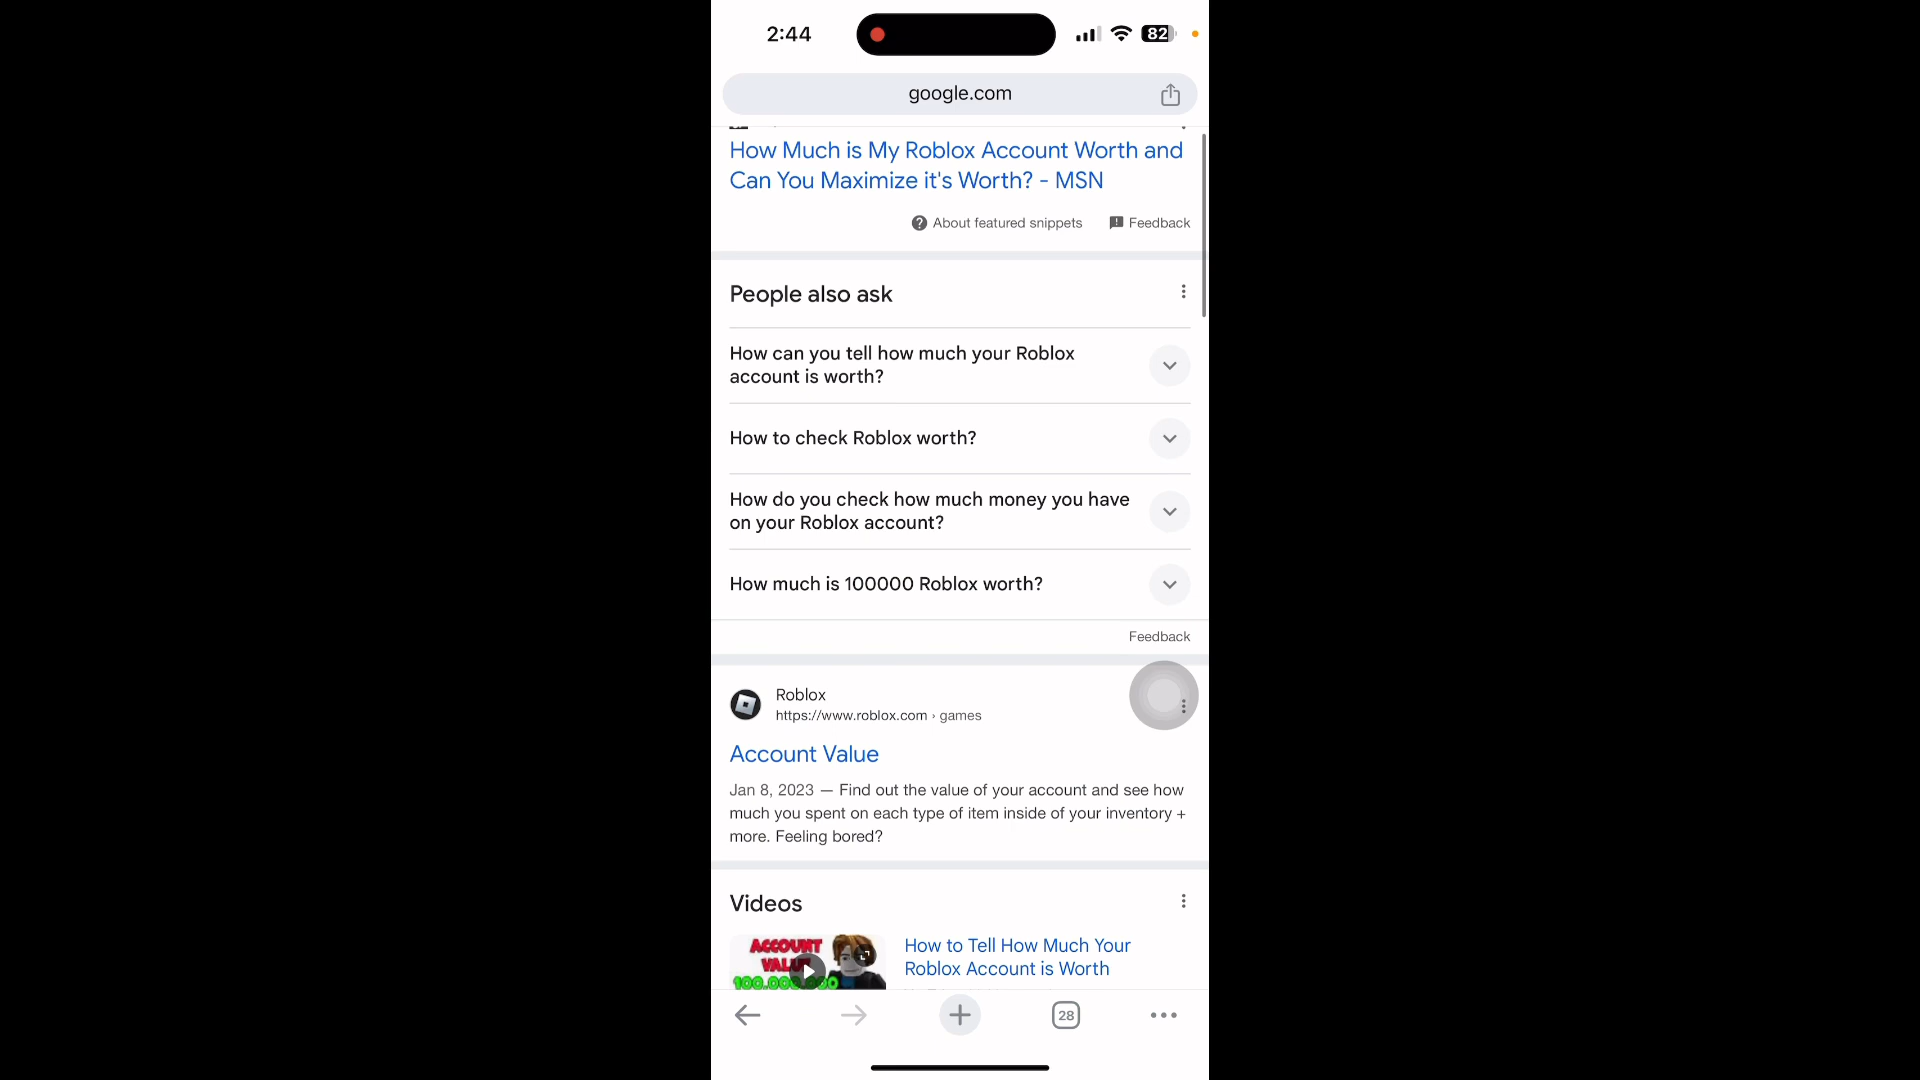 2:44
82
google.com
How Much is My Roblox Account Worth and
Can You Maximize it's Worth? - MSN
About featured snippets
Feedback
People also ask
How can you tell how much your Roblox
account is worth?
How to check Roblox worth?
How do you check how much money you have
on your Roblox account?
How much is 100000 Roblox worth?
Feedback
Roblox
https://www.roblox.com › games
Account Value
Jan 8, 2023 — Find out the value of your account and see how
much you spent on each type of item inside of your inventory +
more. Feeling bored?
Videos
ACCOUNT
How to Tell How Much Your
Roblox Account is Worth
28